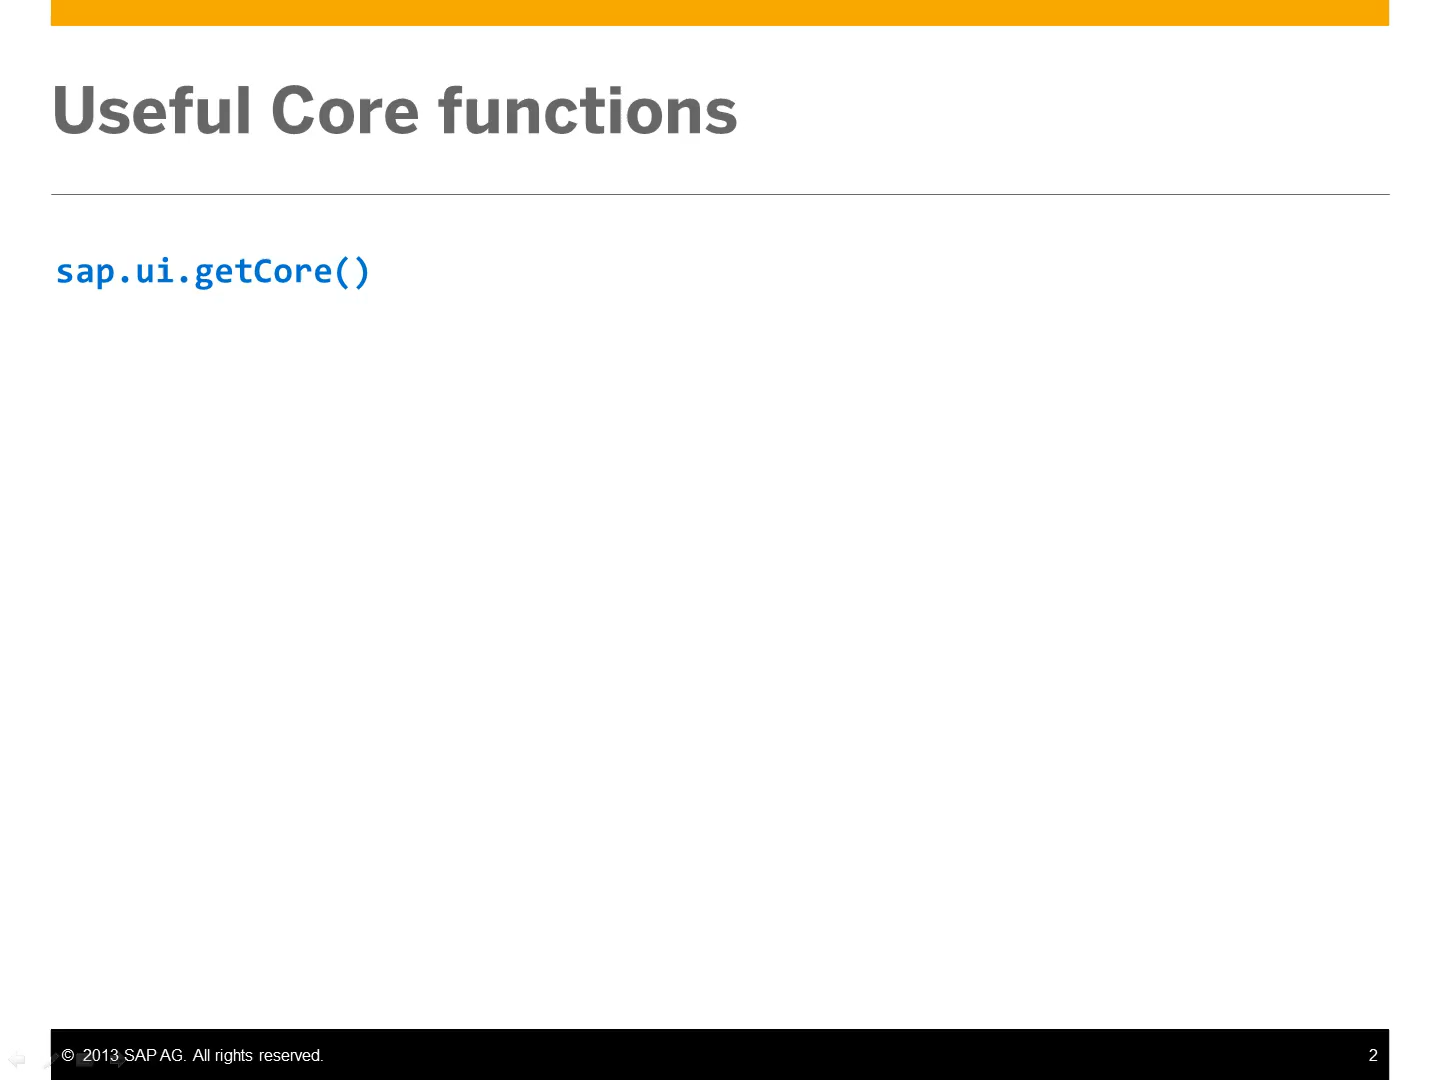 Useful Core functions
sap.ui.getCore()
© 2013 SAP AG. All rights reserved.
2